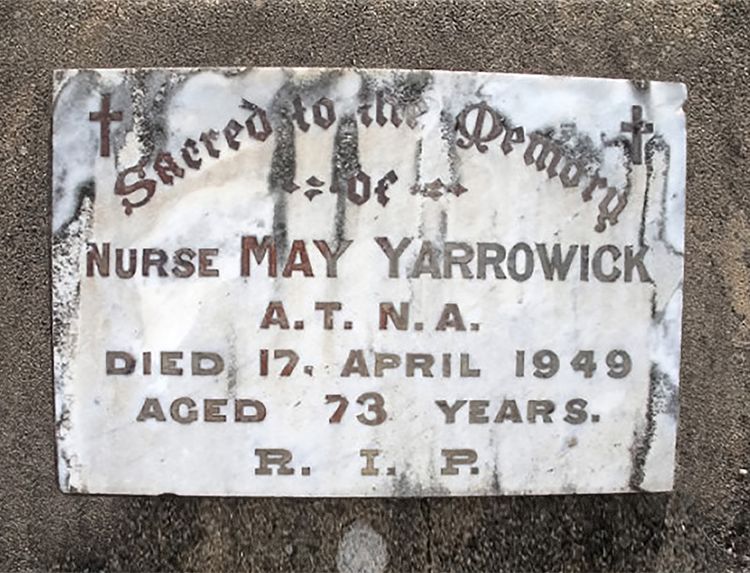 Sacred to the Memory
of
NURSE MAY YARROWICK
A.T.N.A.
DIED 17. APRIL 1949
AGED 73 YEARS.
R. I. P.